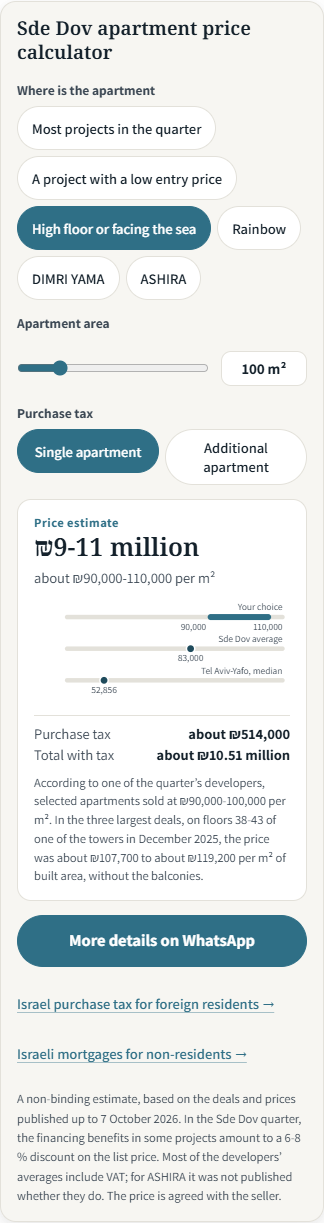 Sde Dov apartment price
calculator
Where is the apartment
Most projects in the quarter
A project with a low entry price
High floor or facing the sea
Rainbow
DIMRI YAMA
ASHIRA
Apartment area
100 m²
Purchase tax
Single apartment
Additional
apartment
Price estimate
₪9-11 million
about ₪90,000-110,000 per m²
Your choice
90,000 110,000
Sde Dov average
83,000
Tel Aviv-Yafo, median
52,856
Purchase tax about ₪514,000
Total with tax about ₪10.51 million
According to one of the quarter's developers,
selected apartments sold at ₪90,000-100,000 per
m². In the three largest deals, on floors 38-43 of
one of the towers in December 2025, the price
was about ₪107,700 to about ₪119,200 per m² of
built area, without the balconies.
More details on WhatsApp
Israel purchase tax for foreign residents →
Israeli mortgages for non-residents →
A non-binding estimate, based on the deals and prices
published up to 7 October 2026. In the Sde Dov quarter,
the financing benefits in some projects amount to a 6-8
% discount on the list price. Most of the developers'
averages include VAT; for ASHIRA it was not published
whether they do. The price is agreed with the seller.